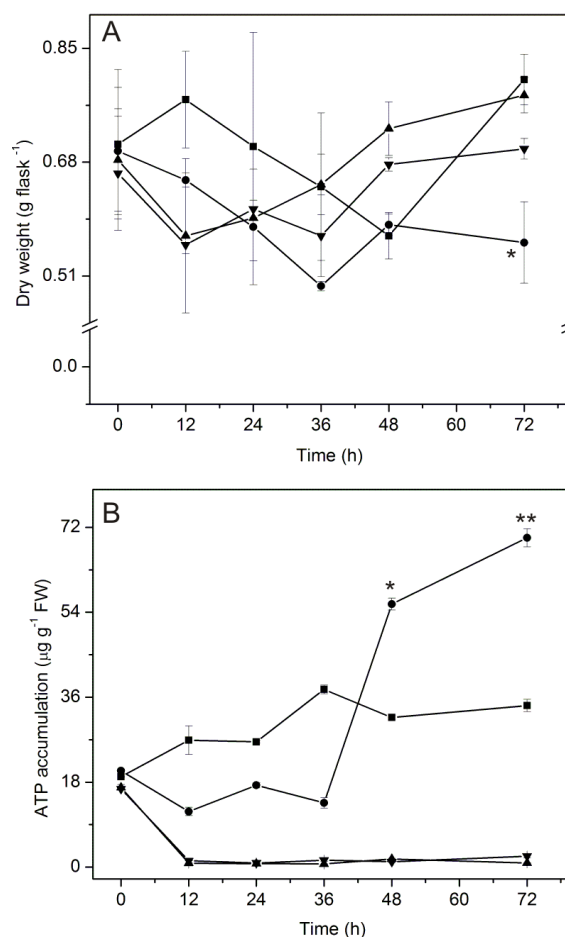 A
0.85
0.68
0.51
0.0
Dry weight (g flask⁻¹)
*
0 12 24 36 48 60 72
Time (h)
B
72
54
36
18
0
ATP accumulation (µg g⁻¹ FW)
*
**
0 12 24 36 48 60 72
Time (h)